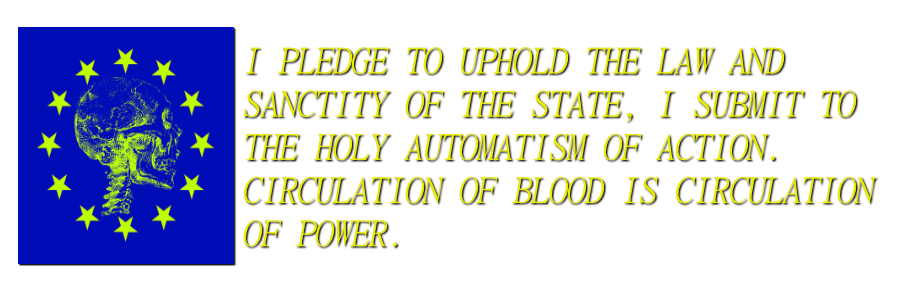 I PLEDGE TO UPHOLD THE LAW AND
SANCTITY OF THE STATE, I SUBMIT TO
THE HOLY AUTOMATISM OF ACTION.
CIRCULATION OF BLOOD IS CIRCULATION
OF POWER.